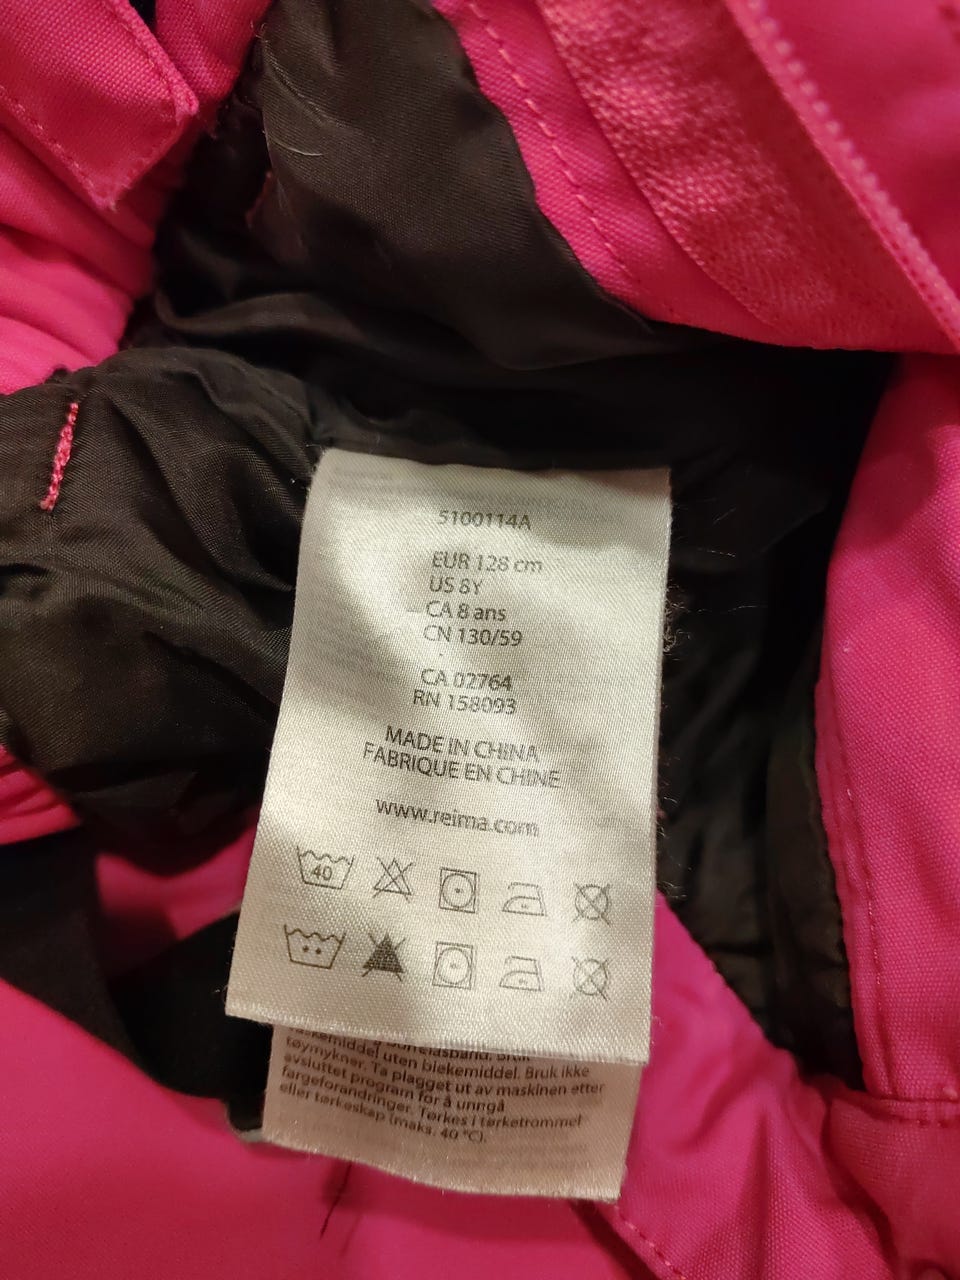 5100114A
EUR 128 cm
US 8Y
CA 8 ans
CN 130/59
CA 02764
RN 158093
MADE IN CHINA
FABRIQUE EN CHINE
www.reima.com
40
tøymykner. Ta plagget ut av maskinen etter
avsluttet program for å unngå
fargeforandringer. Tørkes i tørketrommel
eller tørkeskap (maks. 40 °C).